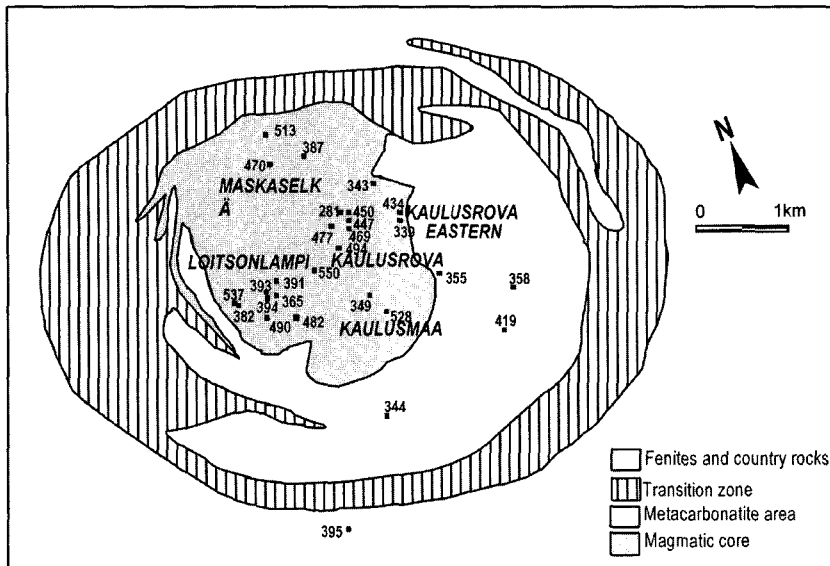 513
387
470
MASKASELK
Ä
343
N
0 1km
434
KAULUSROVA
EASTERN
339
281
450
447
477
469
494
LOITSONLAMPI
KAULUSROVA
550
355
358
393
391
537
365
382
394
349
528
490
482
KAULUSMAA
419
344
395
Fenites and country rocks
Transition zone
Metacarbonatite area
Magmatic core